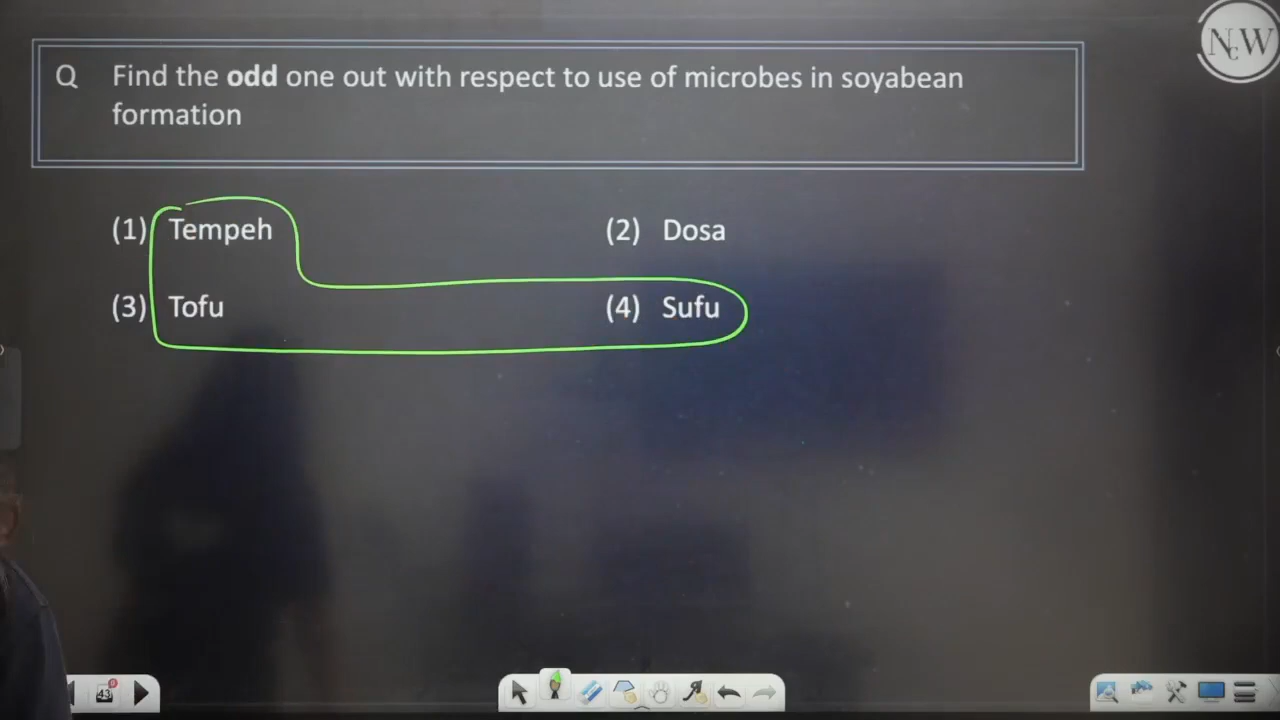 NcW
Q Find the odd one out with respect to use of microbes in soyabean
formation
(1) Tempeh (2) Dosa
(3) Tofu (4) Sufu
43